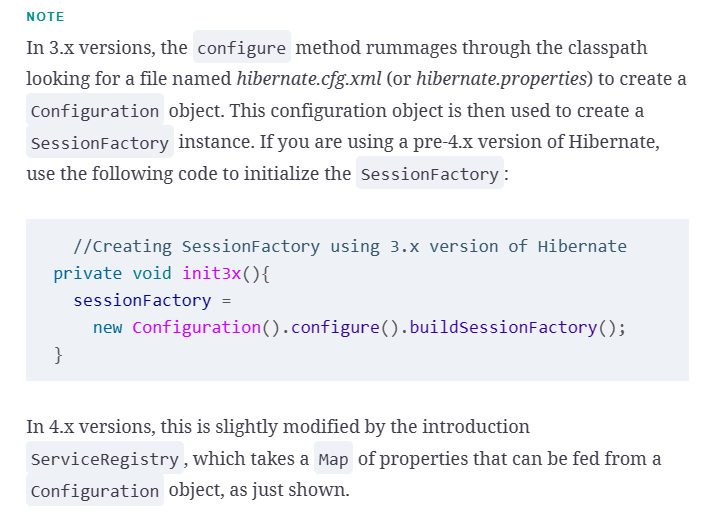 NOTE
In 3.x versions, the configure method rummages through the classpath
looking for a file named hibernate.cfg.xml (or hibernate.properties) to create a
Configuration object. This configuration object is then used to create a
SessionFactory instance. If you are using a pre-4.x version of Hibernate,
use the following code to initialize the SessionFactory:
//Creating SessionFactory using 3.x version of Hibernate
private void init3x(){
sessionFactory =
new Configuration().configure().buildSessionFactory();
}
In 4.x versions, this is slightly modified by the introduction
ServiceRegistry, which takes a Map of properties that can be fed from a
Configuration object, as just shown.